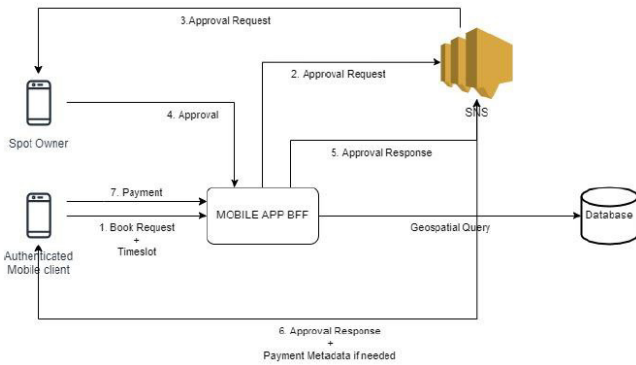 3.Approval Request
2. Approval Request
SNS
4. Approval
Spot Owner
5. Approval Response
7. Payment
MOBILE APP BFF
Database
1. Book Request
+
Timeslot
Geospatial Query
Authenticated
Mobile client
6. Approval Response
+
Payment Metadata if needed